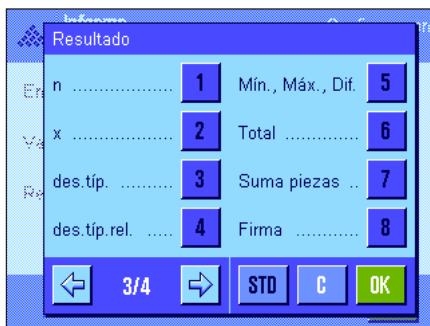 Resultado
n ................. 1
x ................. 2
des.típ. .......... 3
des.típ.rel. ..... 4
Mín., Máx., Dif. 5
Total ............. 6
Suma piezas .. 7
Firma ............ 8
3/4
STD
C
OK